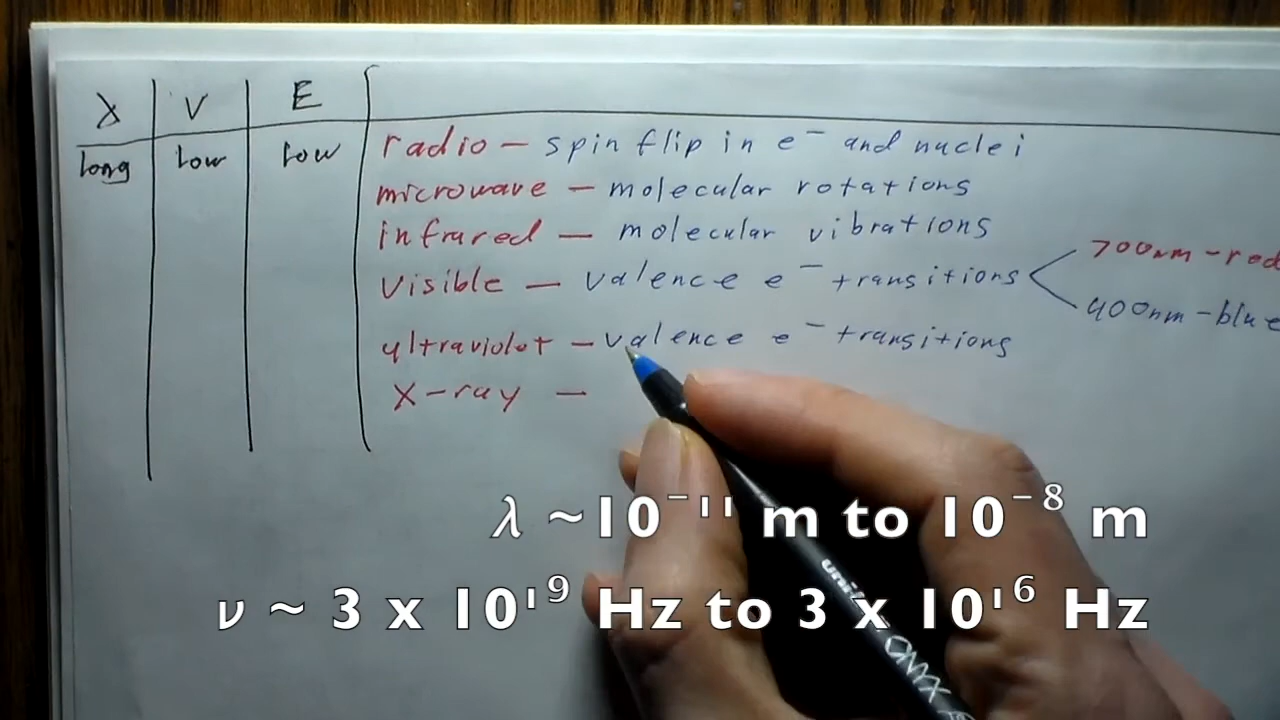 λ ν E
long low low radio — spin flip in e⁻ and nuclei
microwave — molecular rotations
infrared — molecular vibrations
700nm - red
visible — valence e⁻ transitions
400nm - blue
ultraviolet — valence e⁻ transitions
X-ray —
λ ~10⁻¹¹ m to 10⁻⁸ m
ν ~ 3 x 10¹⁹ Hz to 3 x 10¹⁶ Hz
uni
ONYX